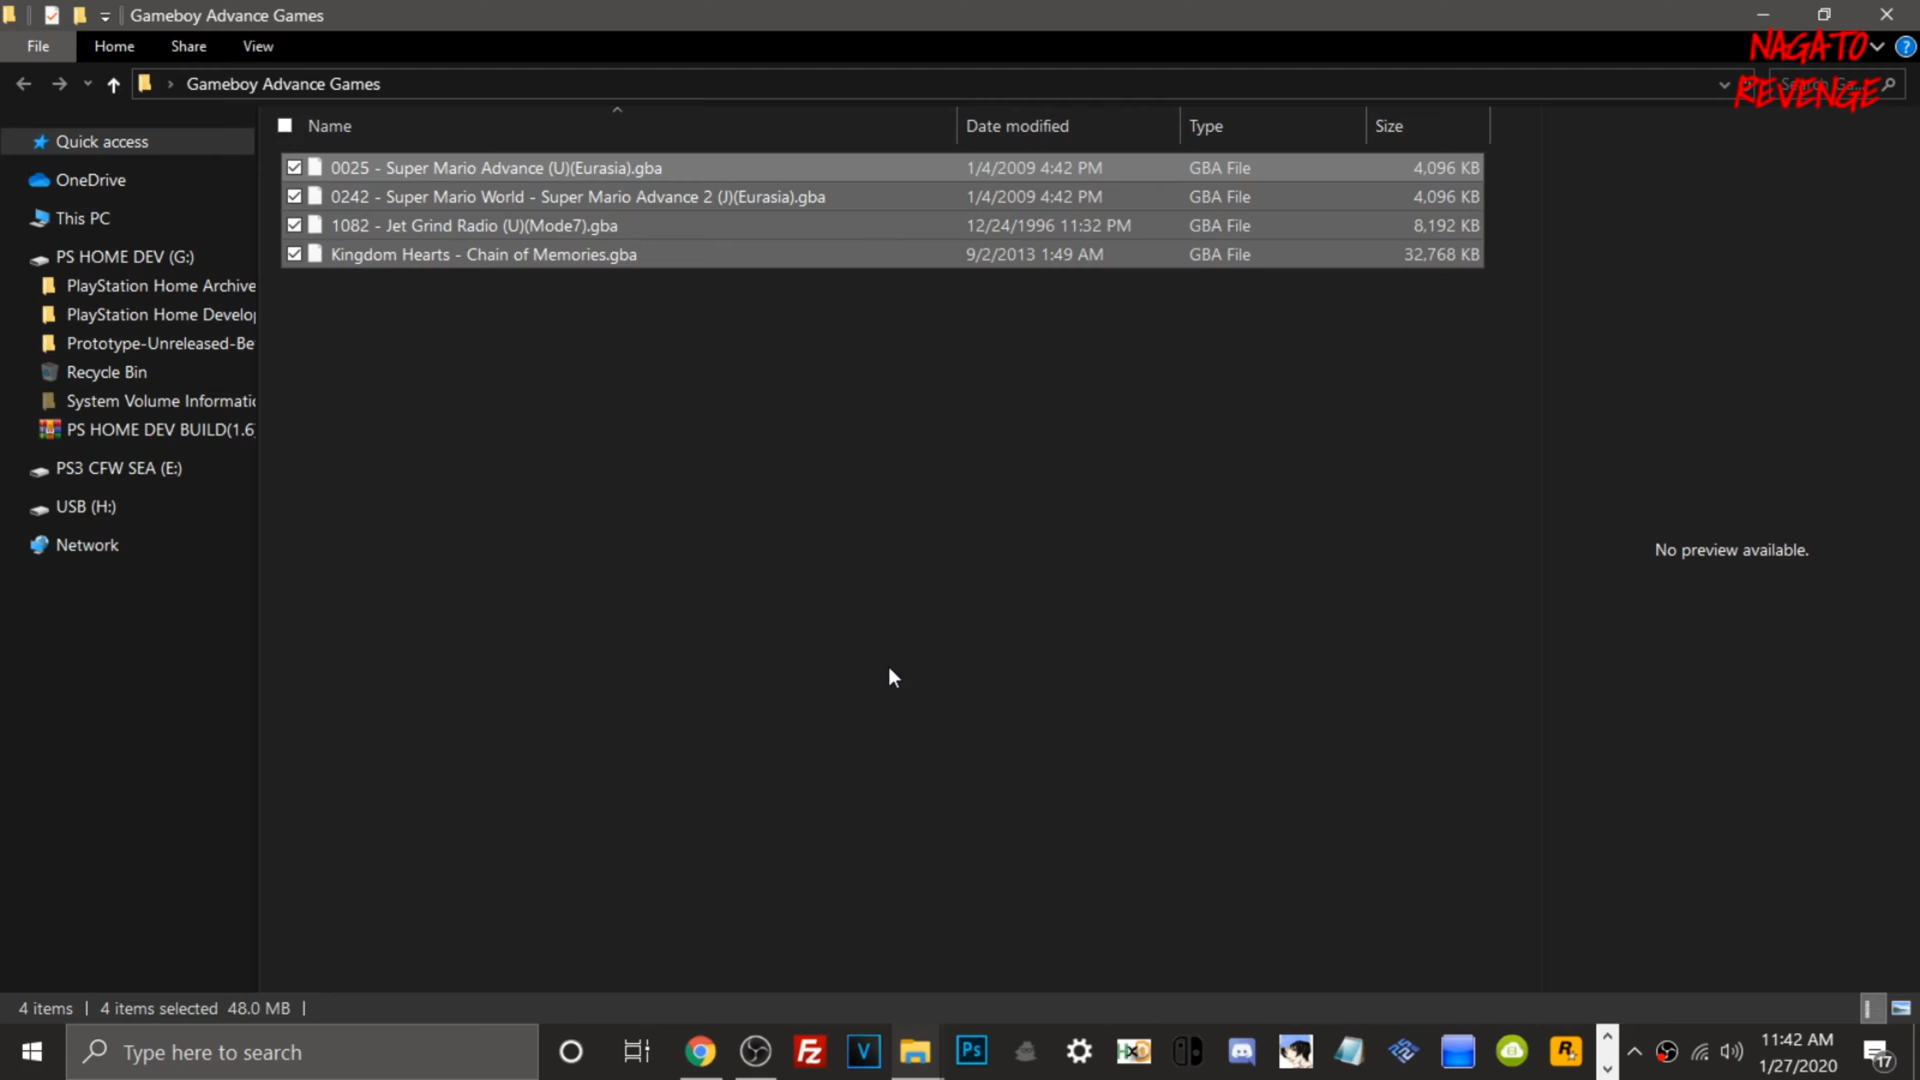 Gameboy Advance Games
File Home Share View
NAGATO
REVENGE
Gameboy Advance Games
Name Date modified Type Size
0025 - Super Mario Advance (U)(Eurasia).gba 1/4/2009 4:42 PM GBA File 4,096 KB
0242 - Super Mario World - Super Mario Advance 2 (J)(Eurasia).gba 1/4/2009 4:42 PM GBA File 4,096 KB
1082 - Jet Grind Radio (U)(Mode7).gba 12/24/1996 11:32 PM GBA File 8,192 KB
Kingdom Hearts - Chain of Memories.gba 9/2/2013 1:49 AM GBA File 32,768 KB
Quick access
OneDrive
This PC
PS HOME DEV (G:)
PlayStation Home Archive
PlayStation Home Develop
Prototype-Unreleased-Be
Recycle Bin
System Volume Informatic
PS HOME DEV BUILD(1.6)
PS3 CFW SEA (E:)
USB (H:)
Network
No preview available.
4 items 4 items selected 48.0 MB
Type here to search
Fz V Ps HxD R
11:42 AM
1/27/2020
17